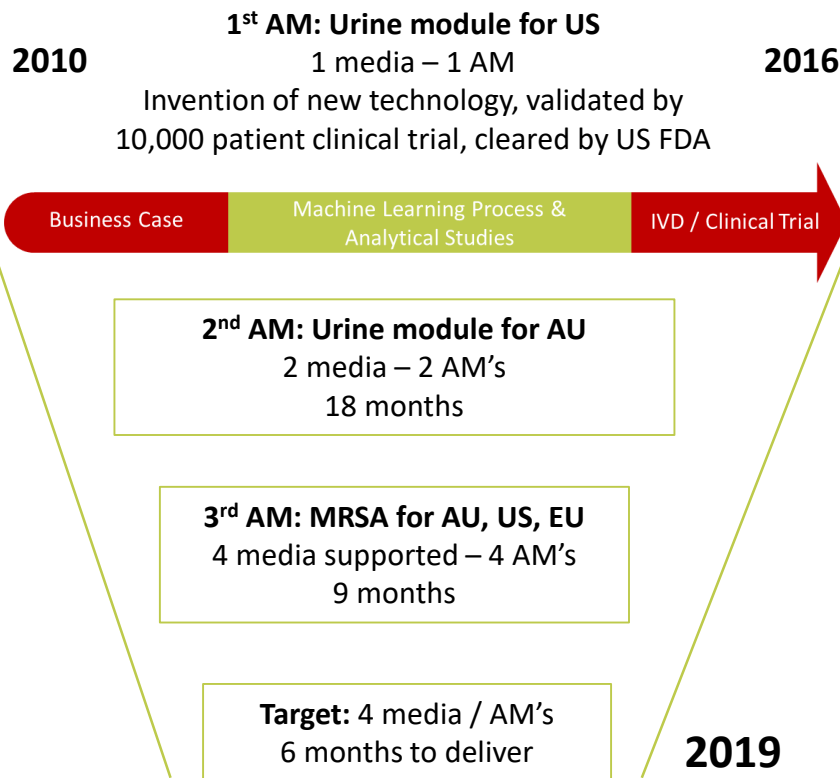 1st AM: Urine module for US
2010
1 media – 1 AM
2016
Invention of new technology, validated by
10,000 patient clinical trial, cleared by US FDA
Business Case
Machine Learning Process &
Analytical Studies
IVD / Clinical Trial
2nd AM: Urine module for AU
2 media – 2 AM’s
18 months
3rd AM: MRSA for AU, US, EU
4 media supported – 4 AM’s
9 months
Target: 4 media / AM’s
6 months to deliver
2019